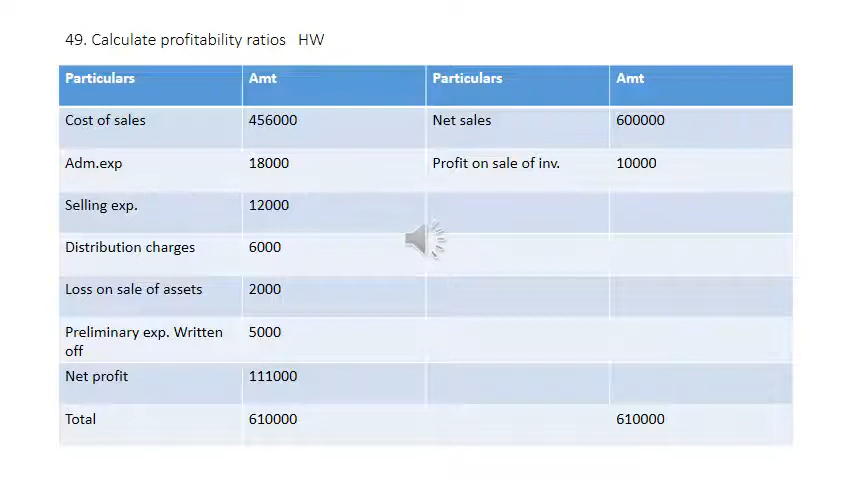 49. Calculate profitability ratios HW
Particulars Amt Particulars Amt
Cost of sales 456000 Net sales 600000
Adm.exp 18000 Profit on sale of inv. 10000
Selling exp. 12000
Distribution charges 6000
Loss on sale of assets 2000
Preliminary exp. Written 5000
off
Net profit 111000
Total 610000 610000